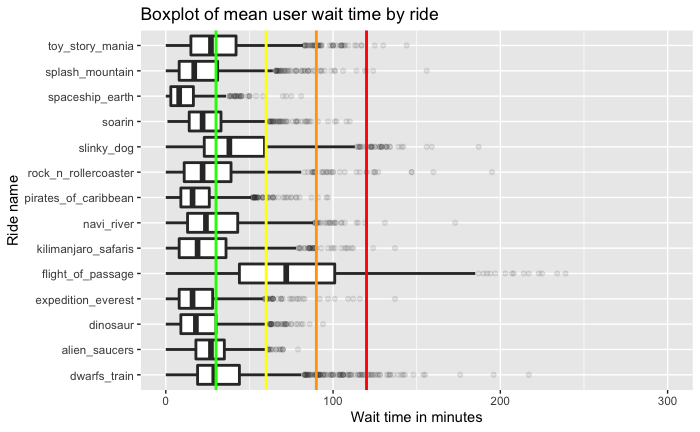 Boxplot of mean user wait time by ride
Ride name
toy_story_mania
splash_mountain
spaceship_earth
soarin
slinky_dog
rock_n_rollercoaster
pirates_of_caribbean
navi_river
kilimanjaro_safaris
flight_of_passage
expedition_everest
dinosaur
alien_saucers
dwarfs_train
0 100 200 300
Wait time in minutes